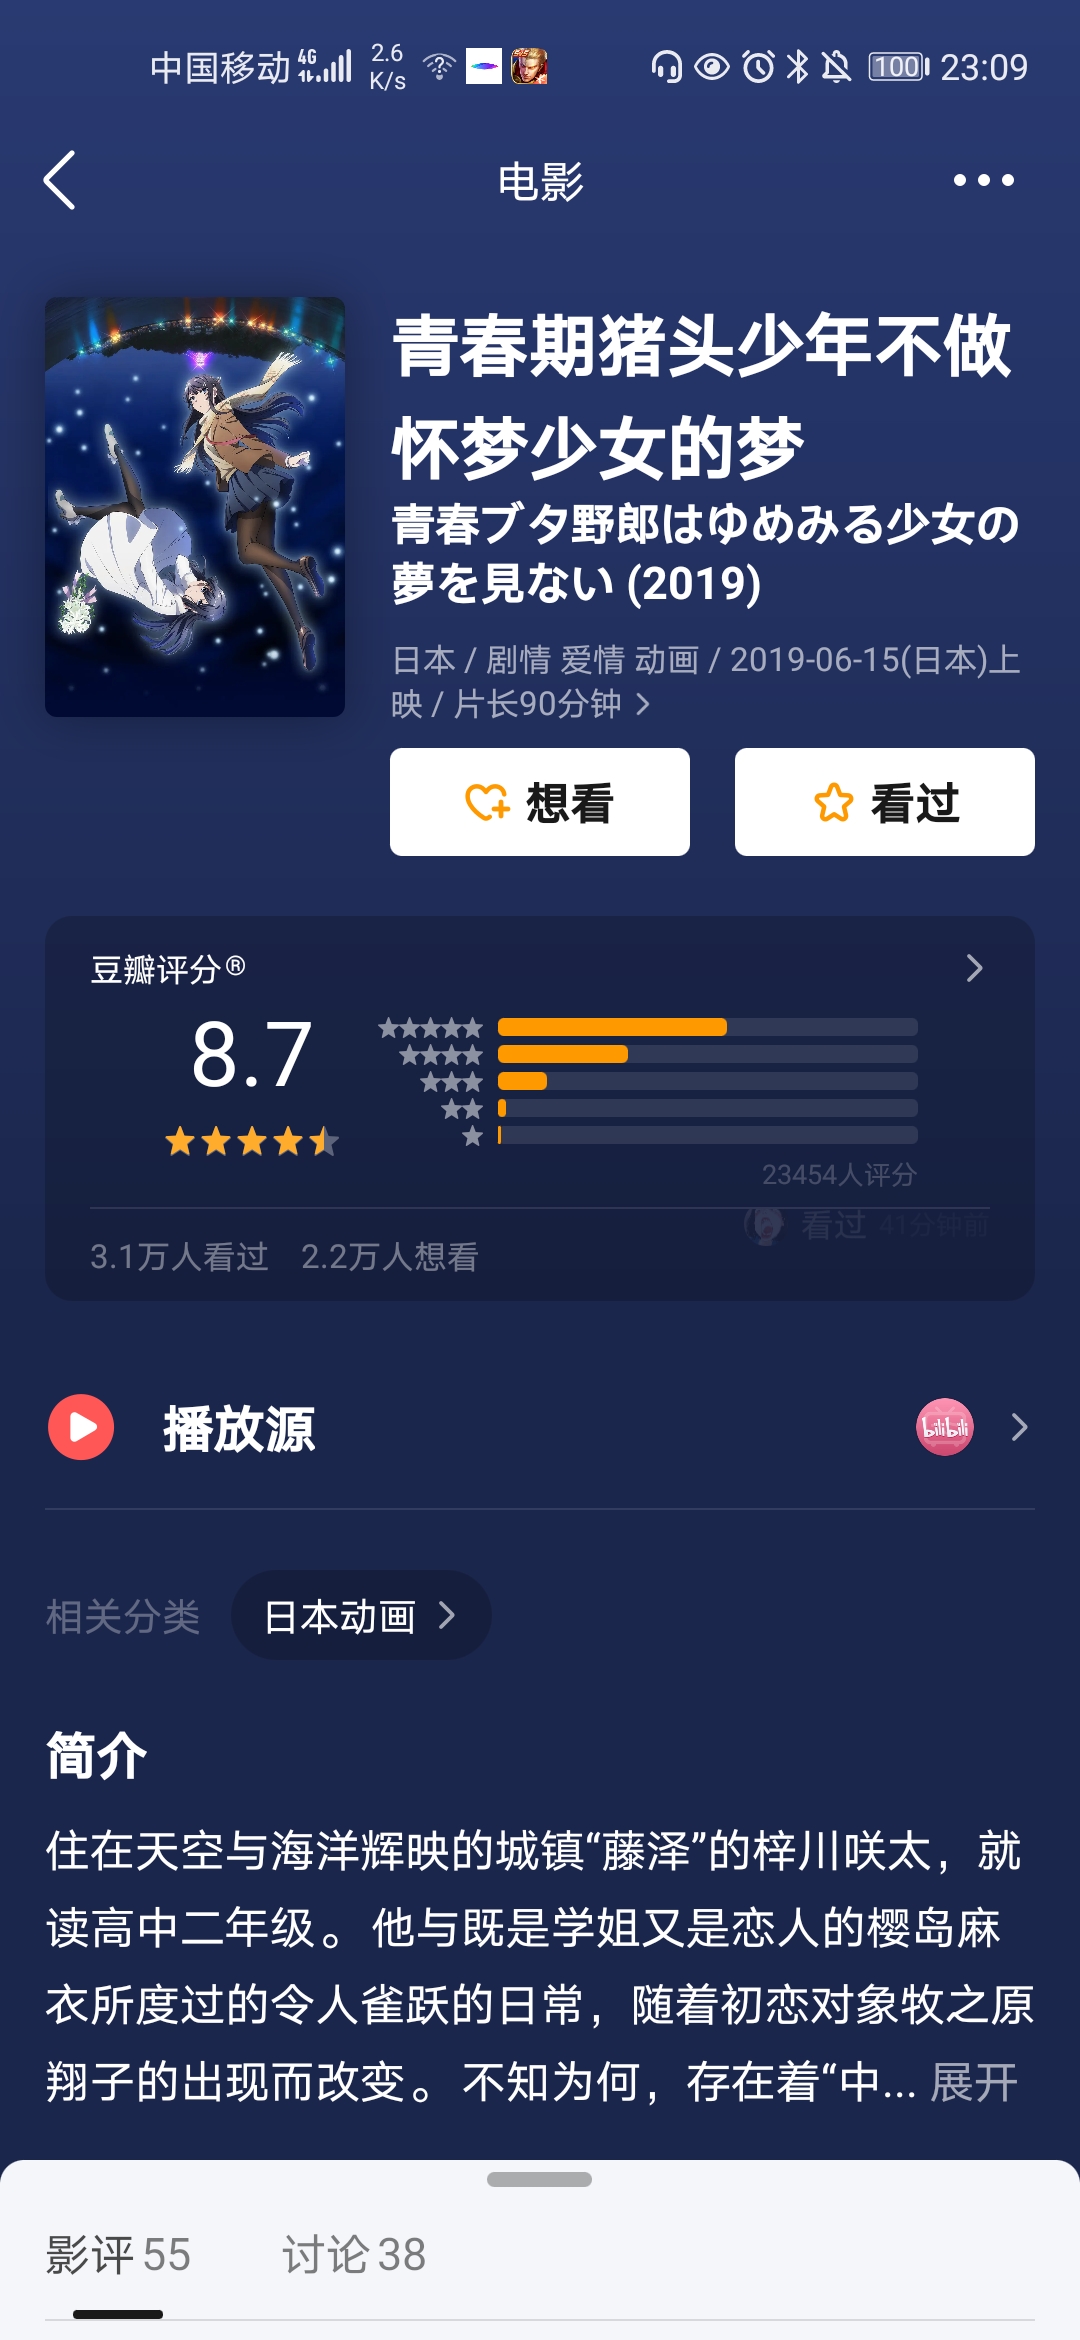 中国移动 4G 2.6 K/s 100 23:09
电影
青春期猪头少年不做
怀梦少女的梦
青春ブタ野郎はゆめみる少女の
夢を見ない (2019)
日本 / 剧情 爱情 动画 / 2019-06-15(日本)上
映 / 片长90分钟
想看 看过
豆瓣评分®
8.7
23454人评分
看过 41分钟前
3.1万人看过 2.2万人想看
播放源 bilibili
相关分类 日本动画
简介
住在天空与海洋辉映的城镇“藤泽”的梓川咲太，就
读高中二年级。他与既是学姐又是恋人的樱岛麻
衣所度过的令人雀跃的日常，随着初恋对象牧之原
翔子的出现而改变。不知为何，存在着“中... 展开
影评 55 讨论 38